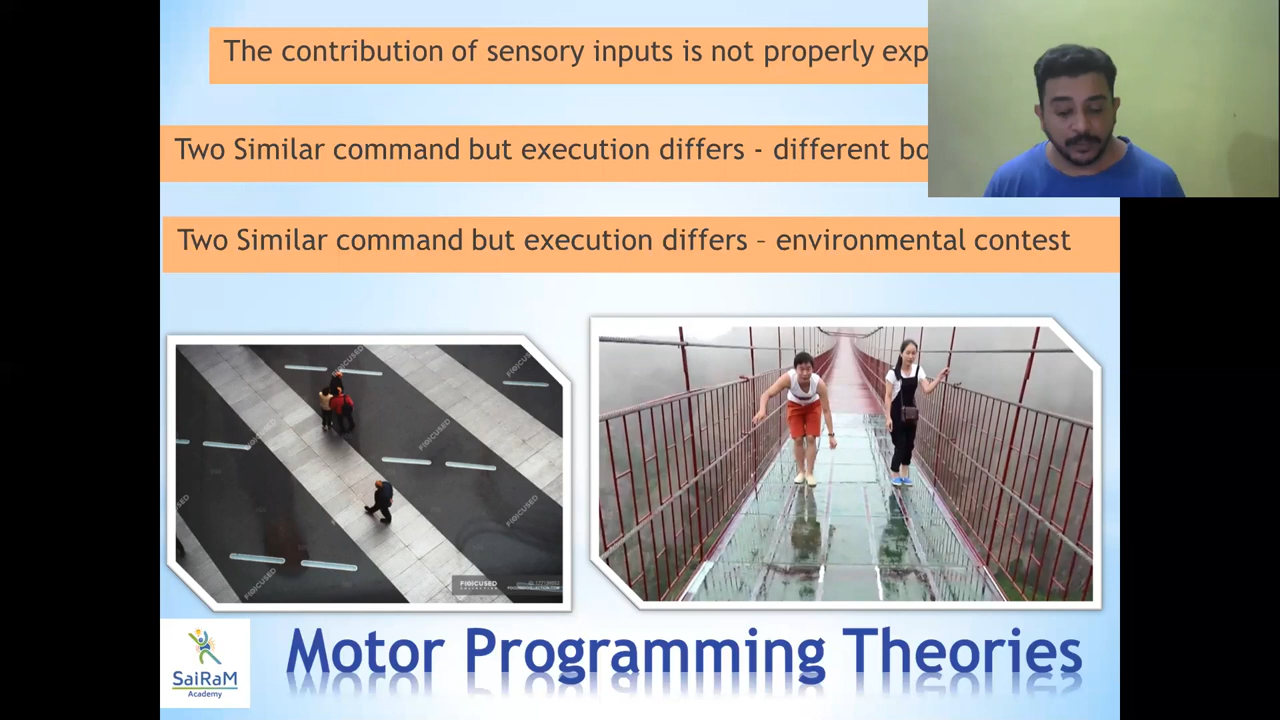 The contribution of sensory inputs is not properly exp
Two Similar command but execution differs - different bo
Two Similar command but execution differs – environmental contest
FOCUSED
Motor Programming Theories
SaiRaM
Academy